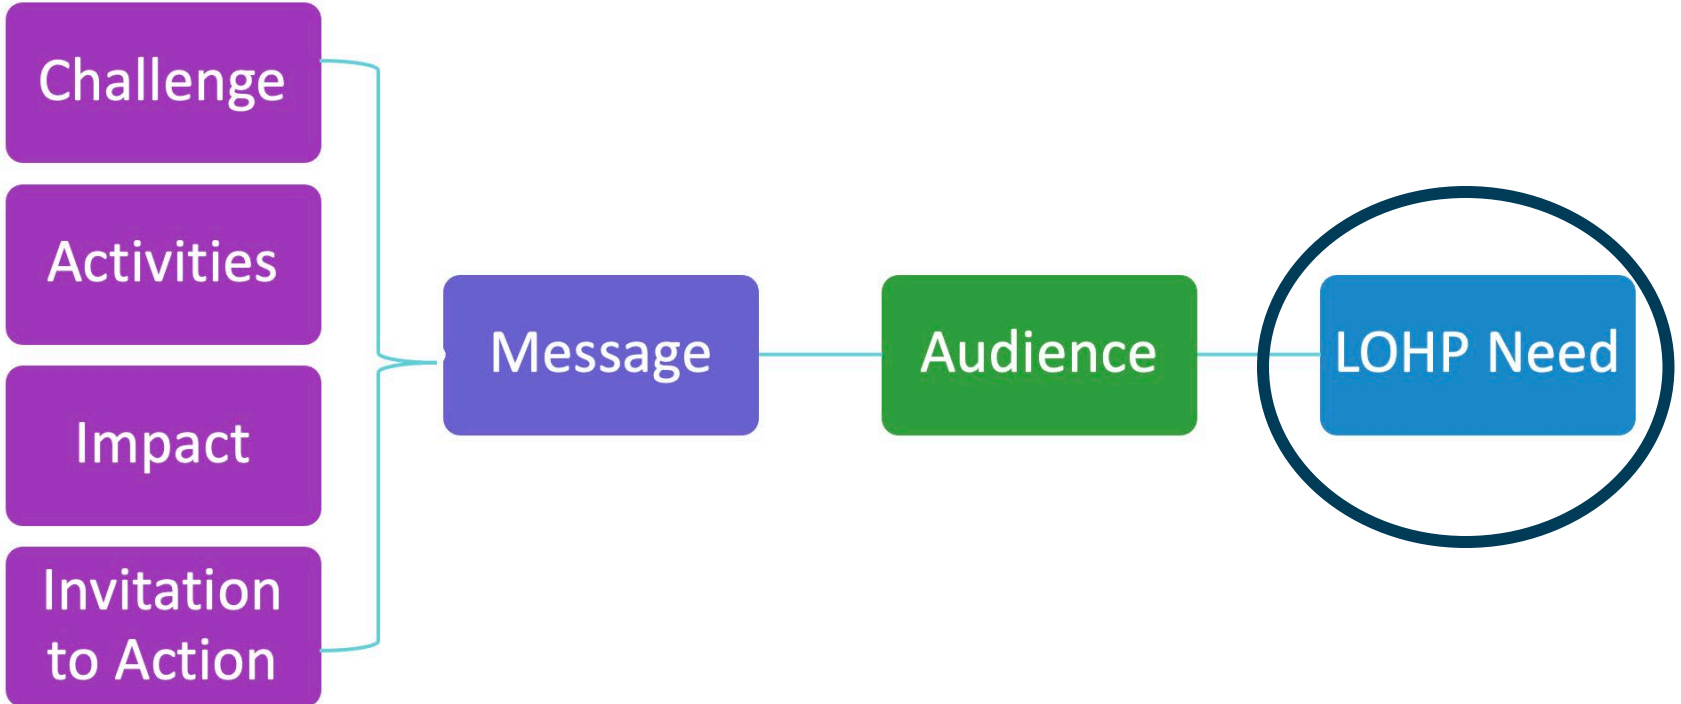 Challenge
Activities
Impact
Invitation
to Action
Message
Audience
LOHP Need